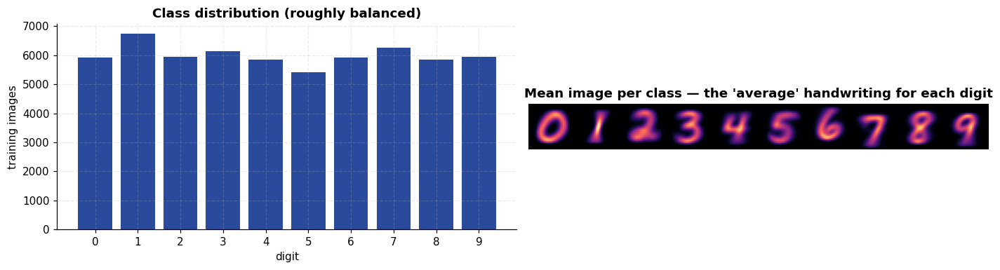 Class distribution (roughly balanced)
7000
6000
5000
4000
3000
2000
1000
0
training images
0 1 2 3 4 5 6 7 8 9
digit
Mean image per class — the 'average' handwriting for each digit
0 1 2 3 4 5 6 7 8 9